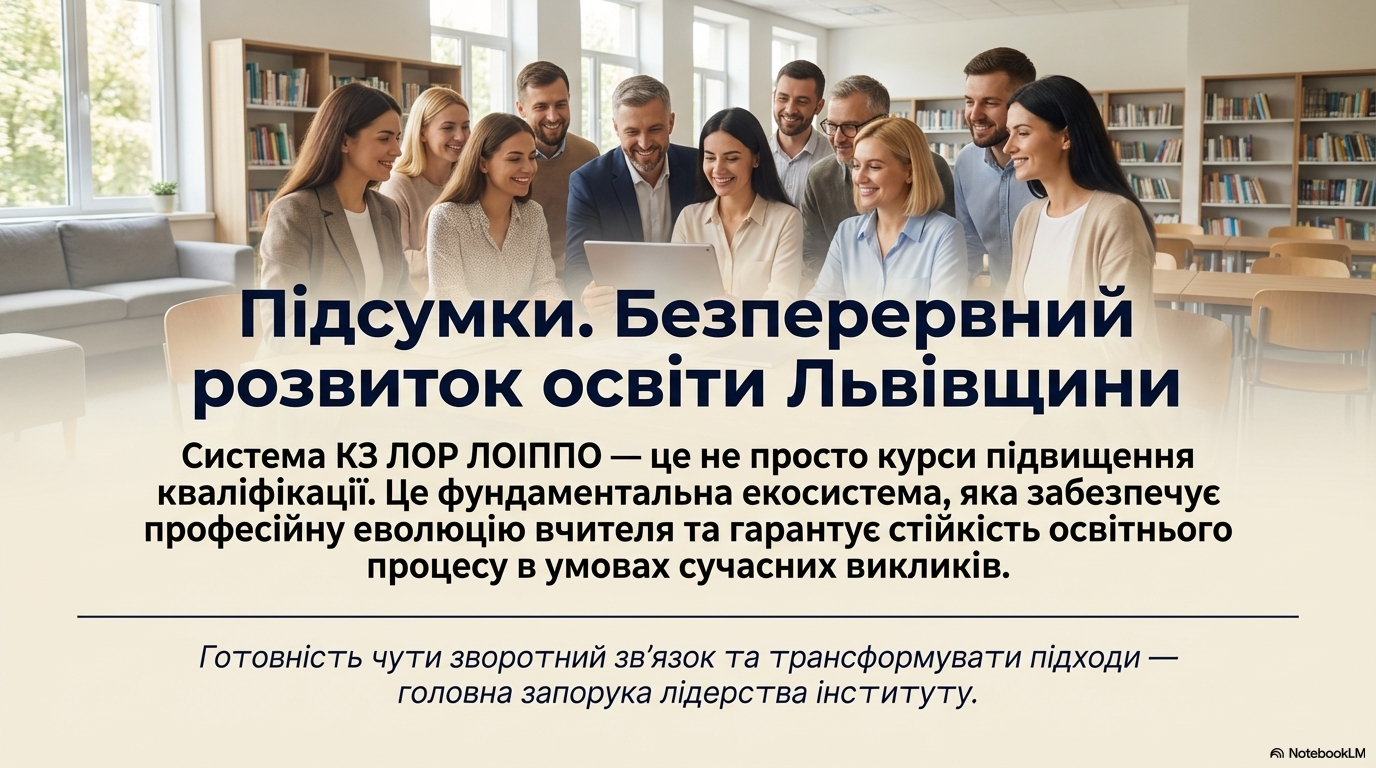 Підсумки. Безперервний
розвиток освіти Львівщини
Система КЗ ЛОР ЛОІППО — це не просто курси підвищення
кваліфікації. Це фундаментальна екосистема, яка забезпечує
професійну еволюцію вчителя та гарантує стійкість освітнього
процесу в умовах сучасних викликів.
Готовність чути зворотний зв’язок та трансформувати підходи —
головна запорука лідерства інституту.
NotebookLM